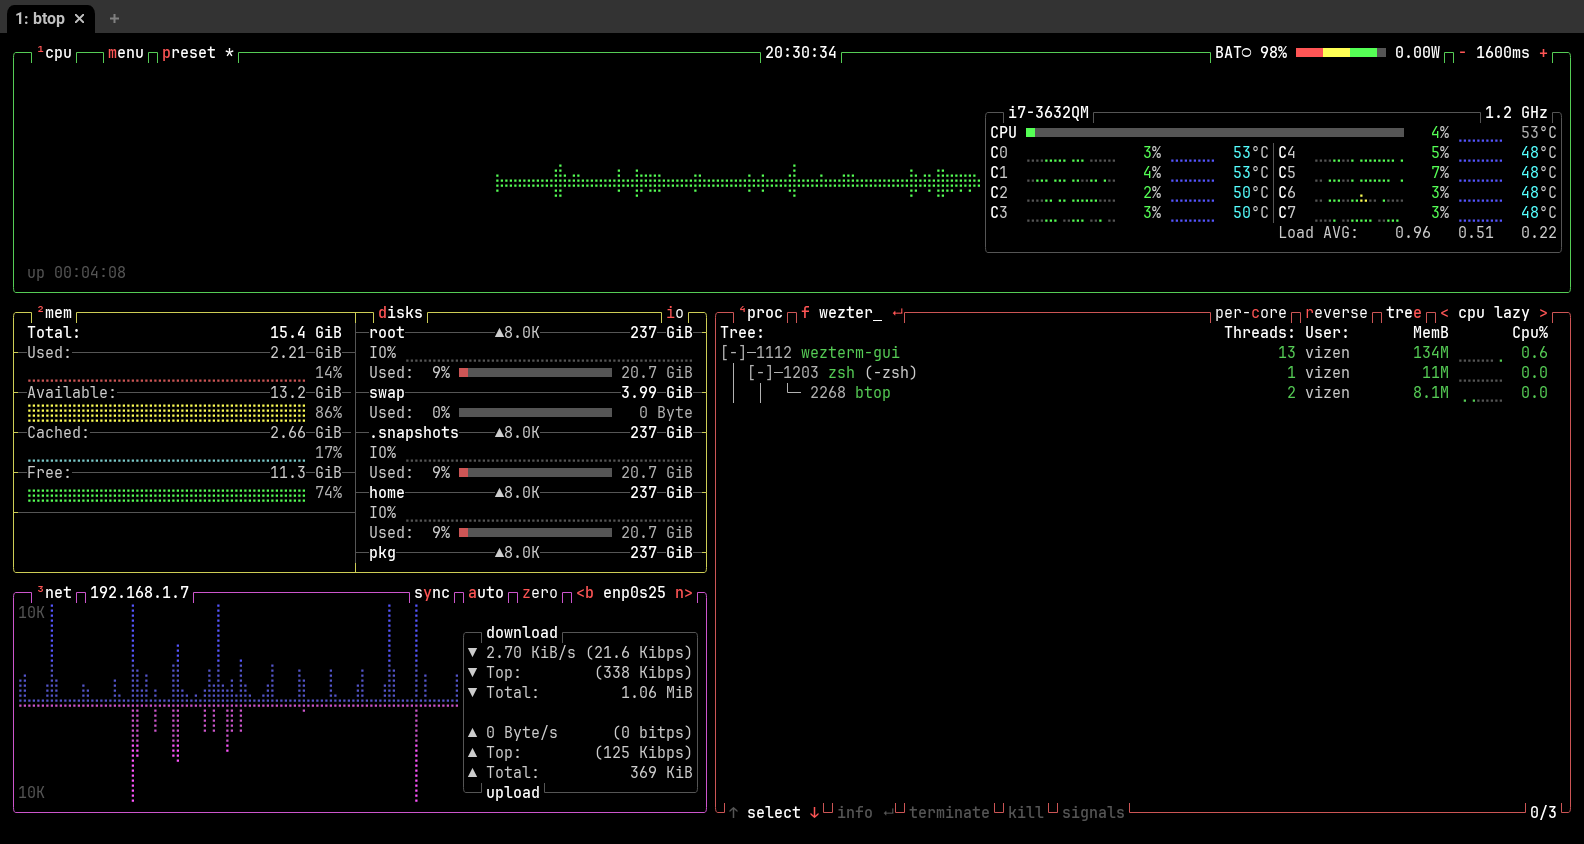 1: btop ✕ +
¹cpu menu preset * 20:30:34 BAT 98% 0.00W - 1600ms +
i7-3632QM 1.2 GHz
CPU 4% 53°C
C0 3% 53°C C4 5% 48°C
C1 4% 53°C C5 7% 48°C
C2 2% 50°C C6 3% 48°C
C3 3% 50°C C7 3% 48°C
Load AVG: 0.96 0.51 0.22
up 00:04:08
²mem
Total: 15.4 GiB
Used: 2.21 GiB
14%
Available: 13.2 GiB
86%
Cached: 2.66 GiB
17%
Free: 11.3 GiB
74%
disks io
root ▲8.0K 237 GiB
IO%
Used: 9% 20.7 GiB
swap 3.99 GiB
Used: 0% 0 Byte
.snapshots ▲8.0K 237 GiB
IO%
Used: 9% 20.7 GiB
home ▲8.0K 237 GiB
IO%
Used: 9% 20.7 GiB
pkg ▲8.0K 237 GiB
³net 192.168.1.7 sync auto zero <b enp0s25 n>
10K
download
▼ 2.70 KiB/s (21.6 Kibps)
▼ Top: (338 Kibps)
▼ Total: 1.06 MiB
▲ 0 Byte/s (0 bitps)
▲ Top: (125 Kibps)
▲ Total: 369 KiB
upload
10K
⁴proc f wezter_ ↵ per-core reverse tree < cpu lazy >
Tree: Threads: User: MemB Cpu%
[-]─1112 wezterm-gui 13 vizen 134M 0.6
[-]─1203 zsh (-zsh) 1 vizen 11M 0.0
└─ 2268 btop 2 vizen 8.1M 0.0
↑ select ↓ info ↵ terminate kill signals 0/3